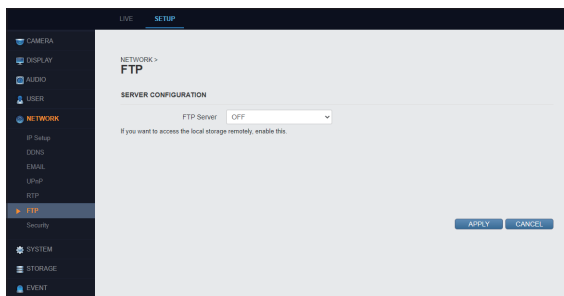 LIVE SETUP
CAMERA
DISPLAY
AUDIO
USER
NETWORK
IP Setup
DDNS
EMAIL
UPnP
RTP
FTP
Security
SYSTEM
STORAGE
EVENT
NETWORK >
FTP
SERVER CONFIGURATION
FTP Server OFF
If you want to access the local storage remotely, enable this.
APPLY CANCEL